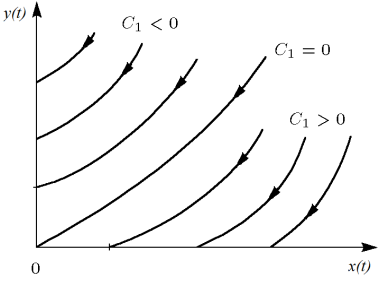 y(t)
C₁ < 0
C₁ = 0
C₁ > 0
0
x(t)